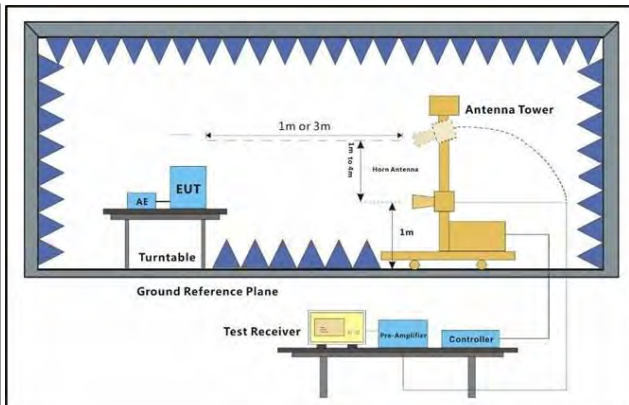 Antenna Tower
1m or 3m
1m to 4m
Horn Antenna
AE
EUT
1m
Turntable
Ground Reference Plane
Test Receiver
Pre-Amplifier
Controller